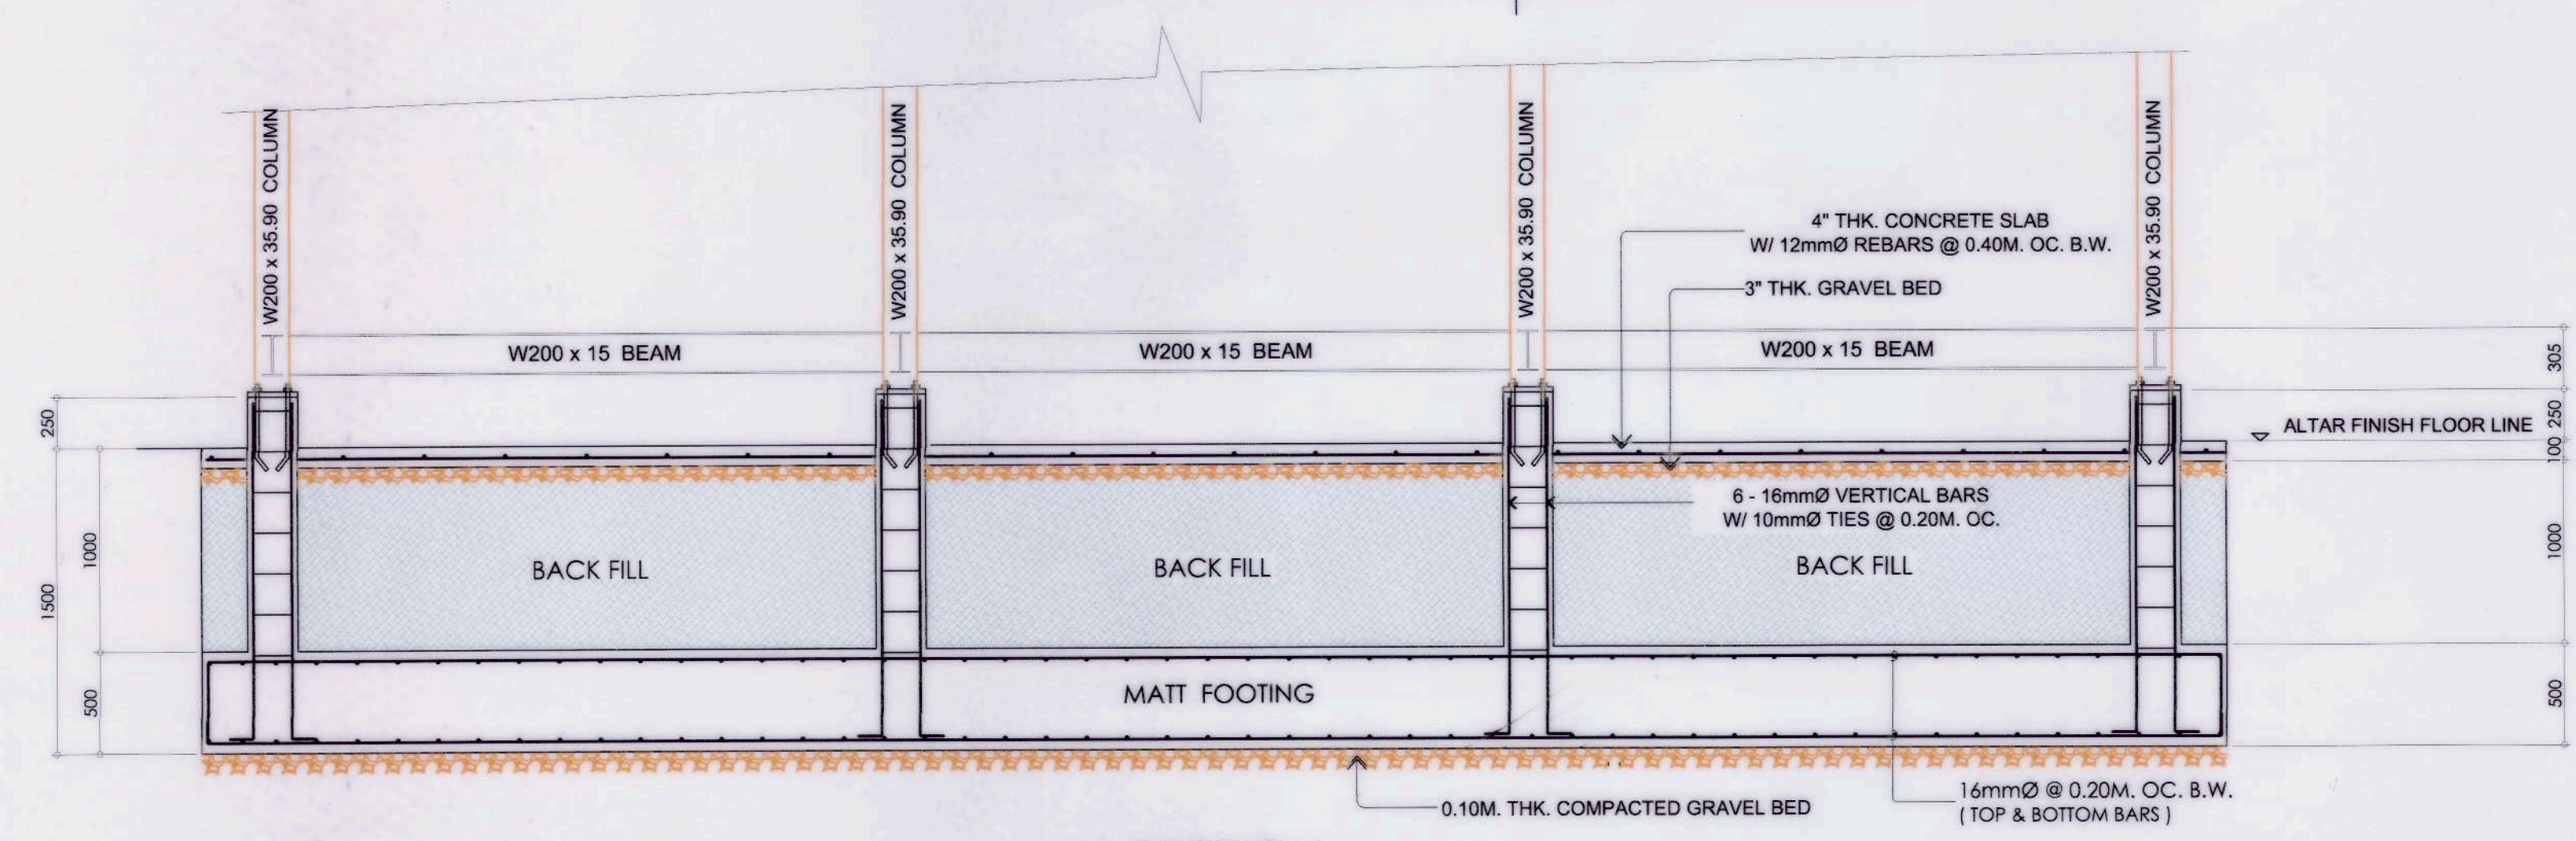 W200 x 35.90 COLUMN
W200 x 35.90 COLUMN
W200 x 35.90 COLUMN
W200 x 35.90 COLUMN
4" THK. CONCRETE SLAB
W/ 12mmØ REBARS @ 0.40M. OC. B.W.
3" THK. GRAVEL BED
W200 x 15 BEAM
W200 x 15 BEAM
W200 x 15 BEAM
305
250
250
ALTAR FINISH FLOOR LINE
100
6 - 16mmØ VERTICAL BARS
W/ 10mmØ TIES @ 0.20M. OC.
1000
1500
BACK FILL
BACK FILL
BACK FILL
1000
500
MATT FOOTING
500
16mmØ @ 0.20M. OC. B.W.
( TOP & BOTTOM BARS )
0.10M. THK. COMPACTED GRAVEL BED